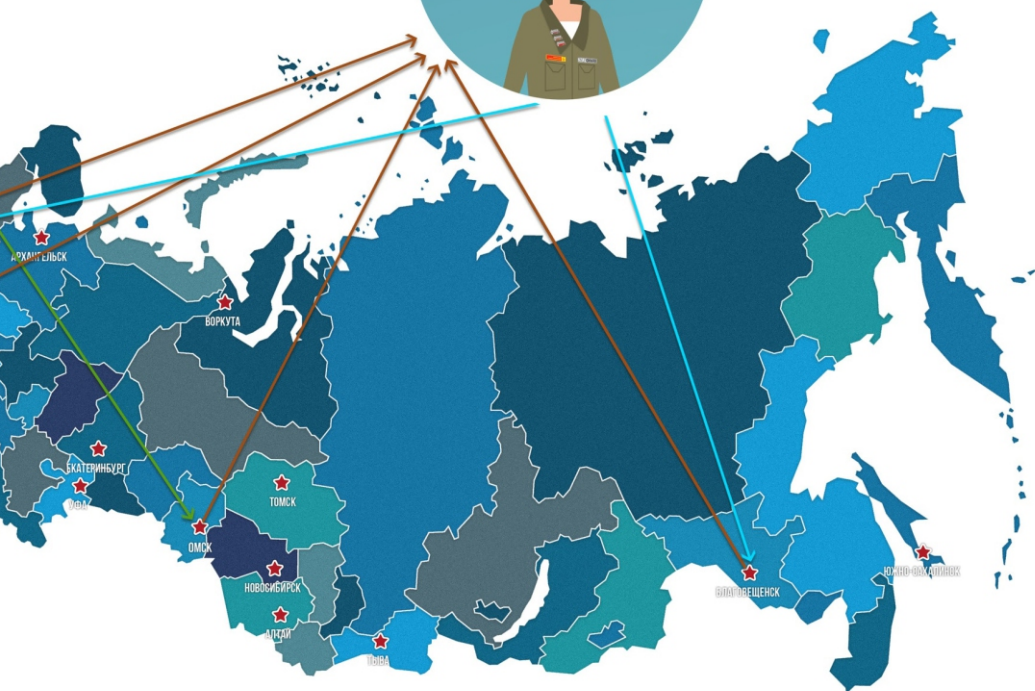 АРХАНГЕЛЬСК
ВОРКУТА
ЕКАТЕРИНБУРГ
УФА
ТОМСК
ОМСК
НОВОСИБИРСК
АЛТАЙ
ТЫВА
БЛАГОВЕЩЕНСК
ЮЖНО-САХАЛИНСК